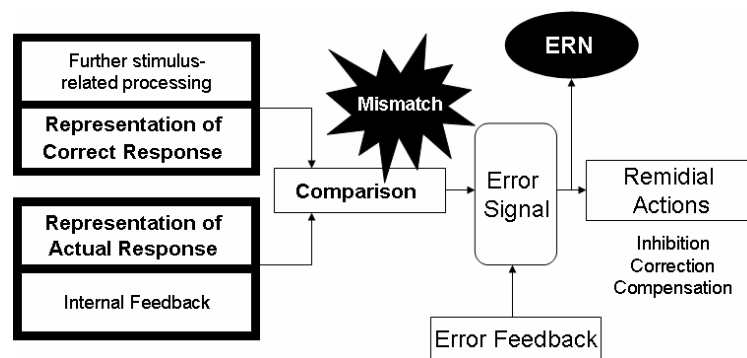 Further stimulus-
related processing
Representation of
Correct Response
Representation of
Actual Response
Internal Feedback
Mismatch
Comparison
Error
Signal
ERN
Remidial
Actions
Inhibition
Correction
Compensation
Error Feedback